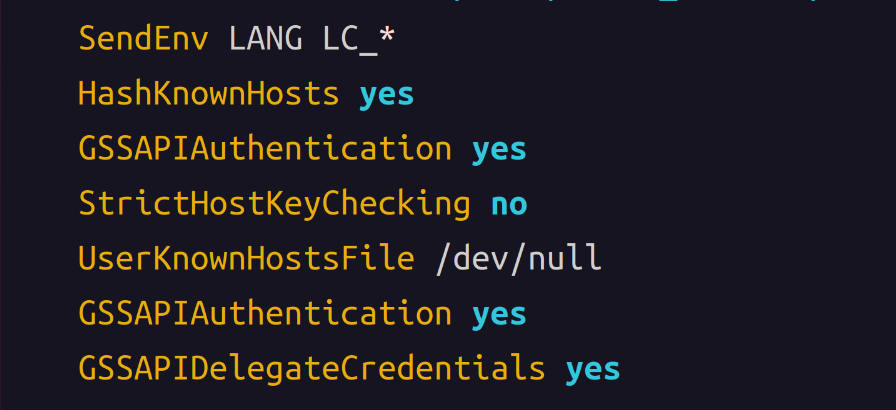 SendEnv LANG LC_*
HashKnownHosts yes
GSSAPIAuthentication yes
StrictHostKeyChecking no
UserKnownHostsFile /dev/null
GSSAPIAuthentication yes
GSSAPIDelegateCredentials yes